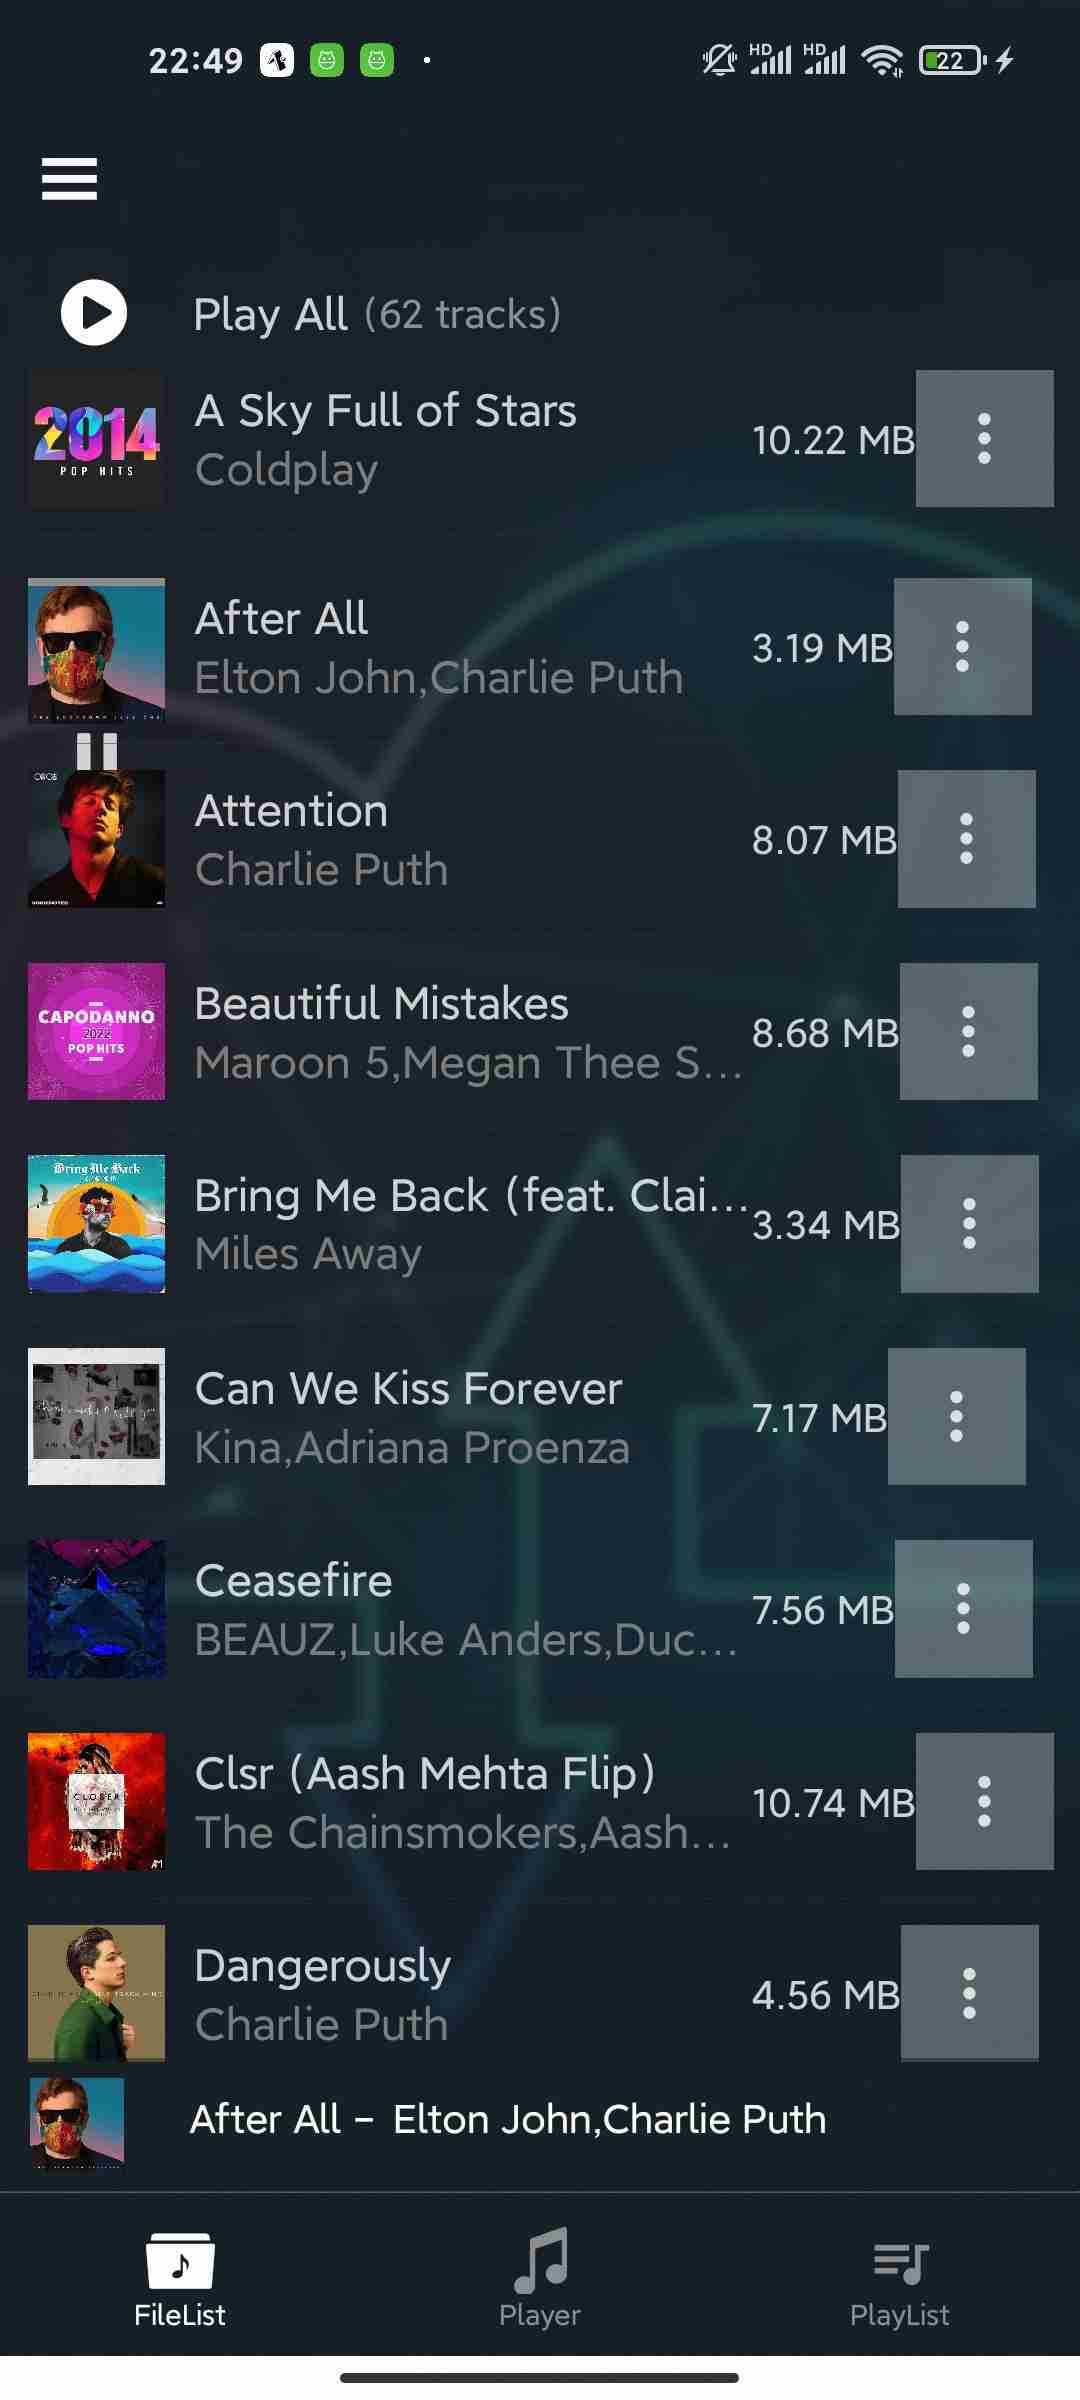 22:49
HD HD 22
Play All (62 tracks)
2014
POP HITS
A Sky Full of Stars
Coldplay
10.22 MB
After All
Elton John,Charlie Puth
3.19 MB
Attention
Charlie Puth
8.07 MB
CAPODANNO
2022
POP HITS
Beautiful Mistakes
Maroon 5,Megan Thee S...
8.68 MB
Bring Me Back
Bring Me Back (feat. Clai...
Miles Away
3.34 MB
Can We Kiss Forever
Kina,Adriana Proenza
7.17 MB
Ceasefire
BEAUZ,Luke Anders,Duc...
7.56 MB
CLOSER
Clsr (Aash Mehta Flip)
The Chainsmokers,Aash...
10.74 MB
Dangerously
Charlie Puth
4.56 MB
After All - Elton John,Charlie Puth
FileList
Player
PlayList